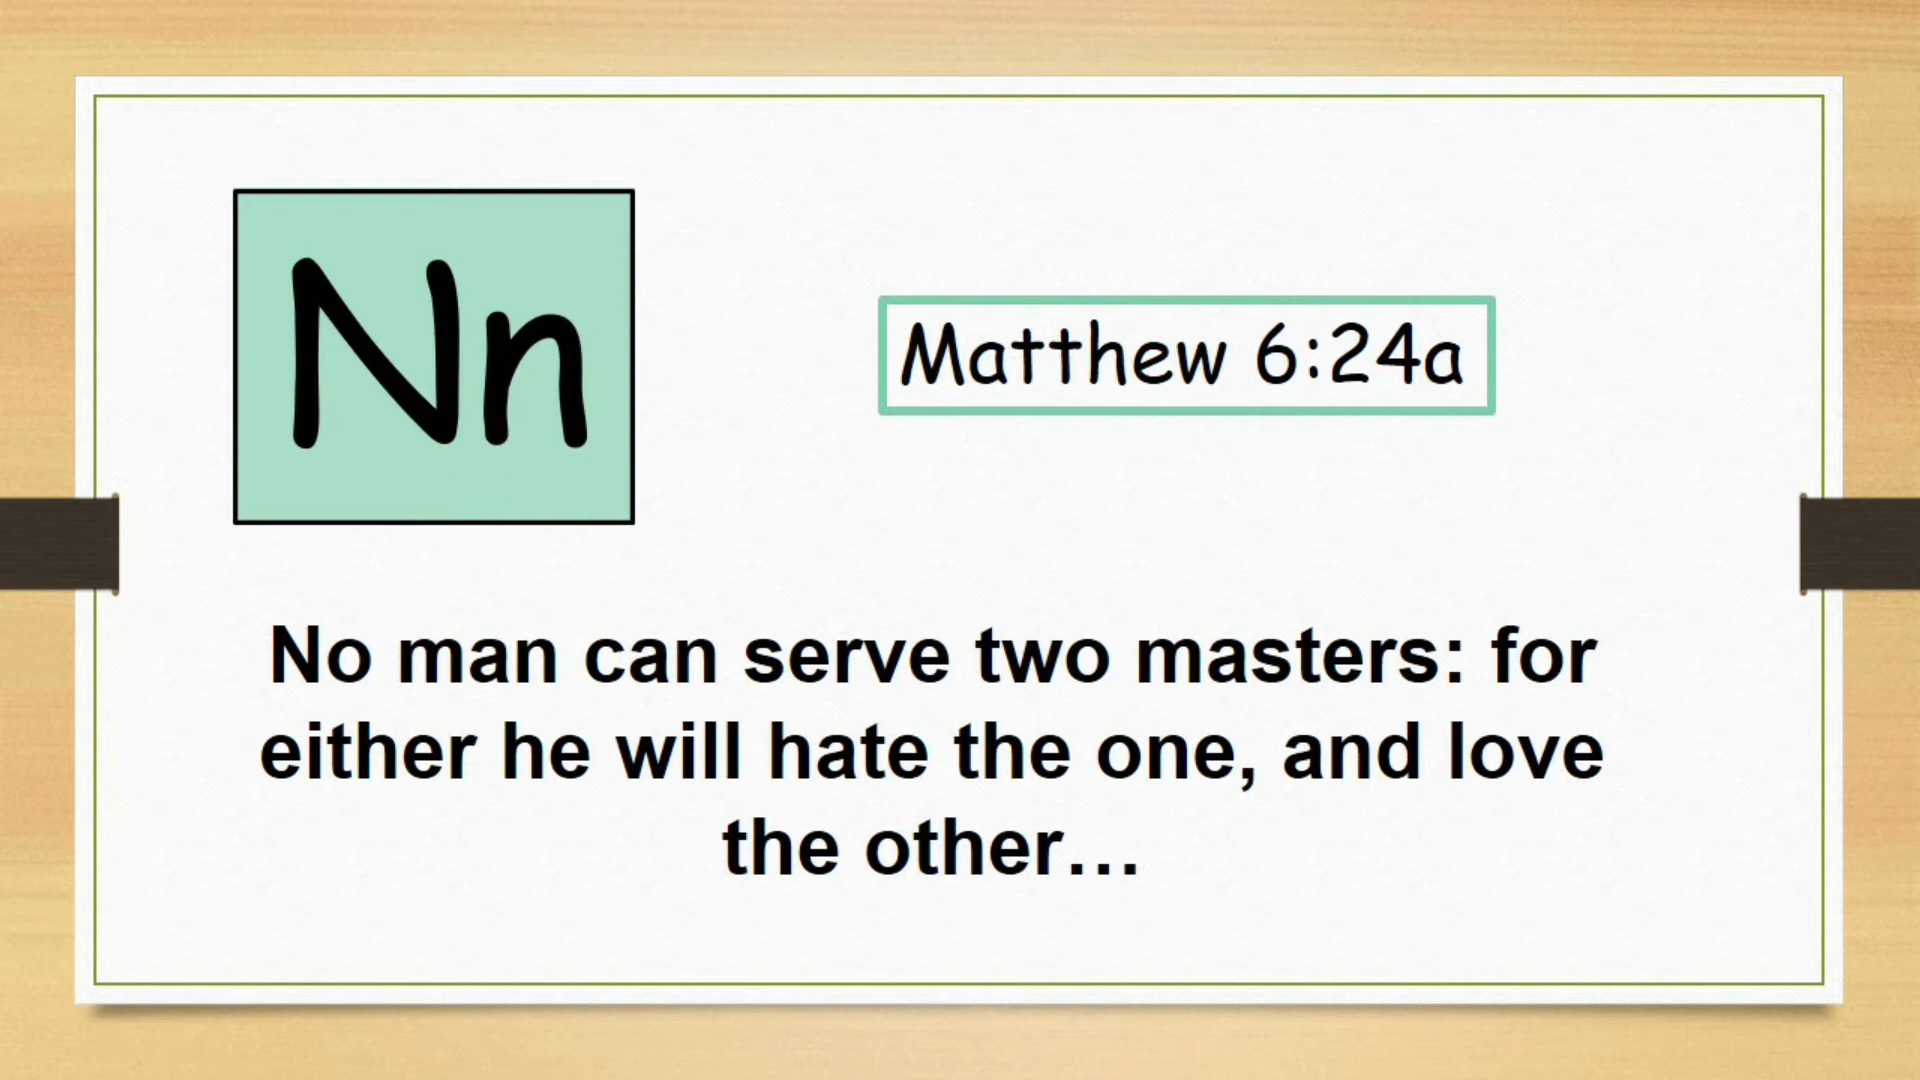 Nn
Matthew 6:24a
No man can serve two masters: for
either he will hate the one, and love
the other…